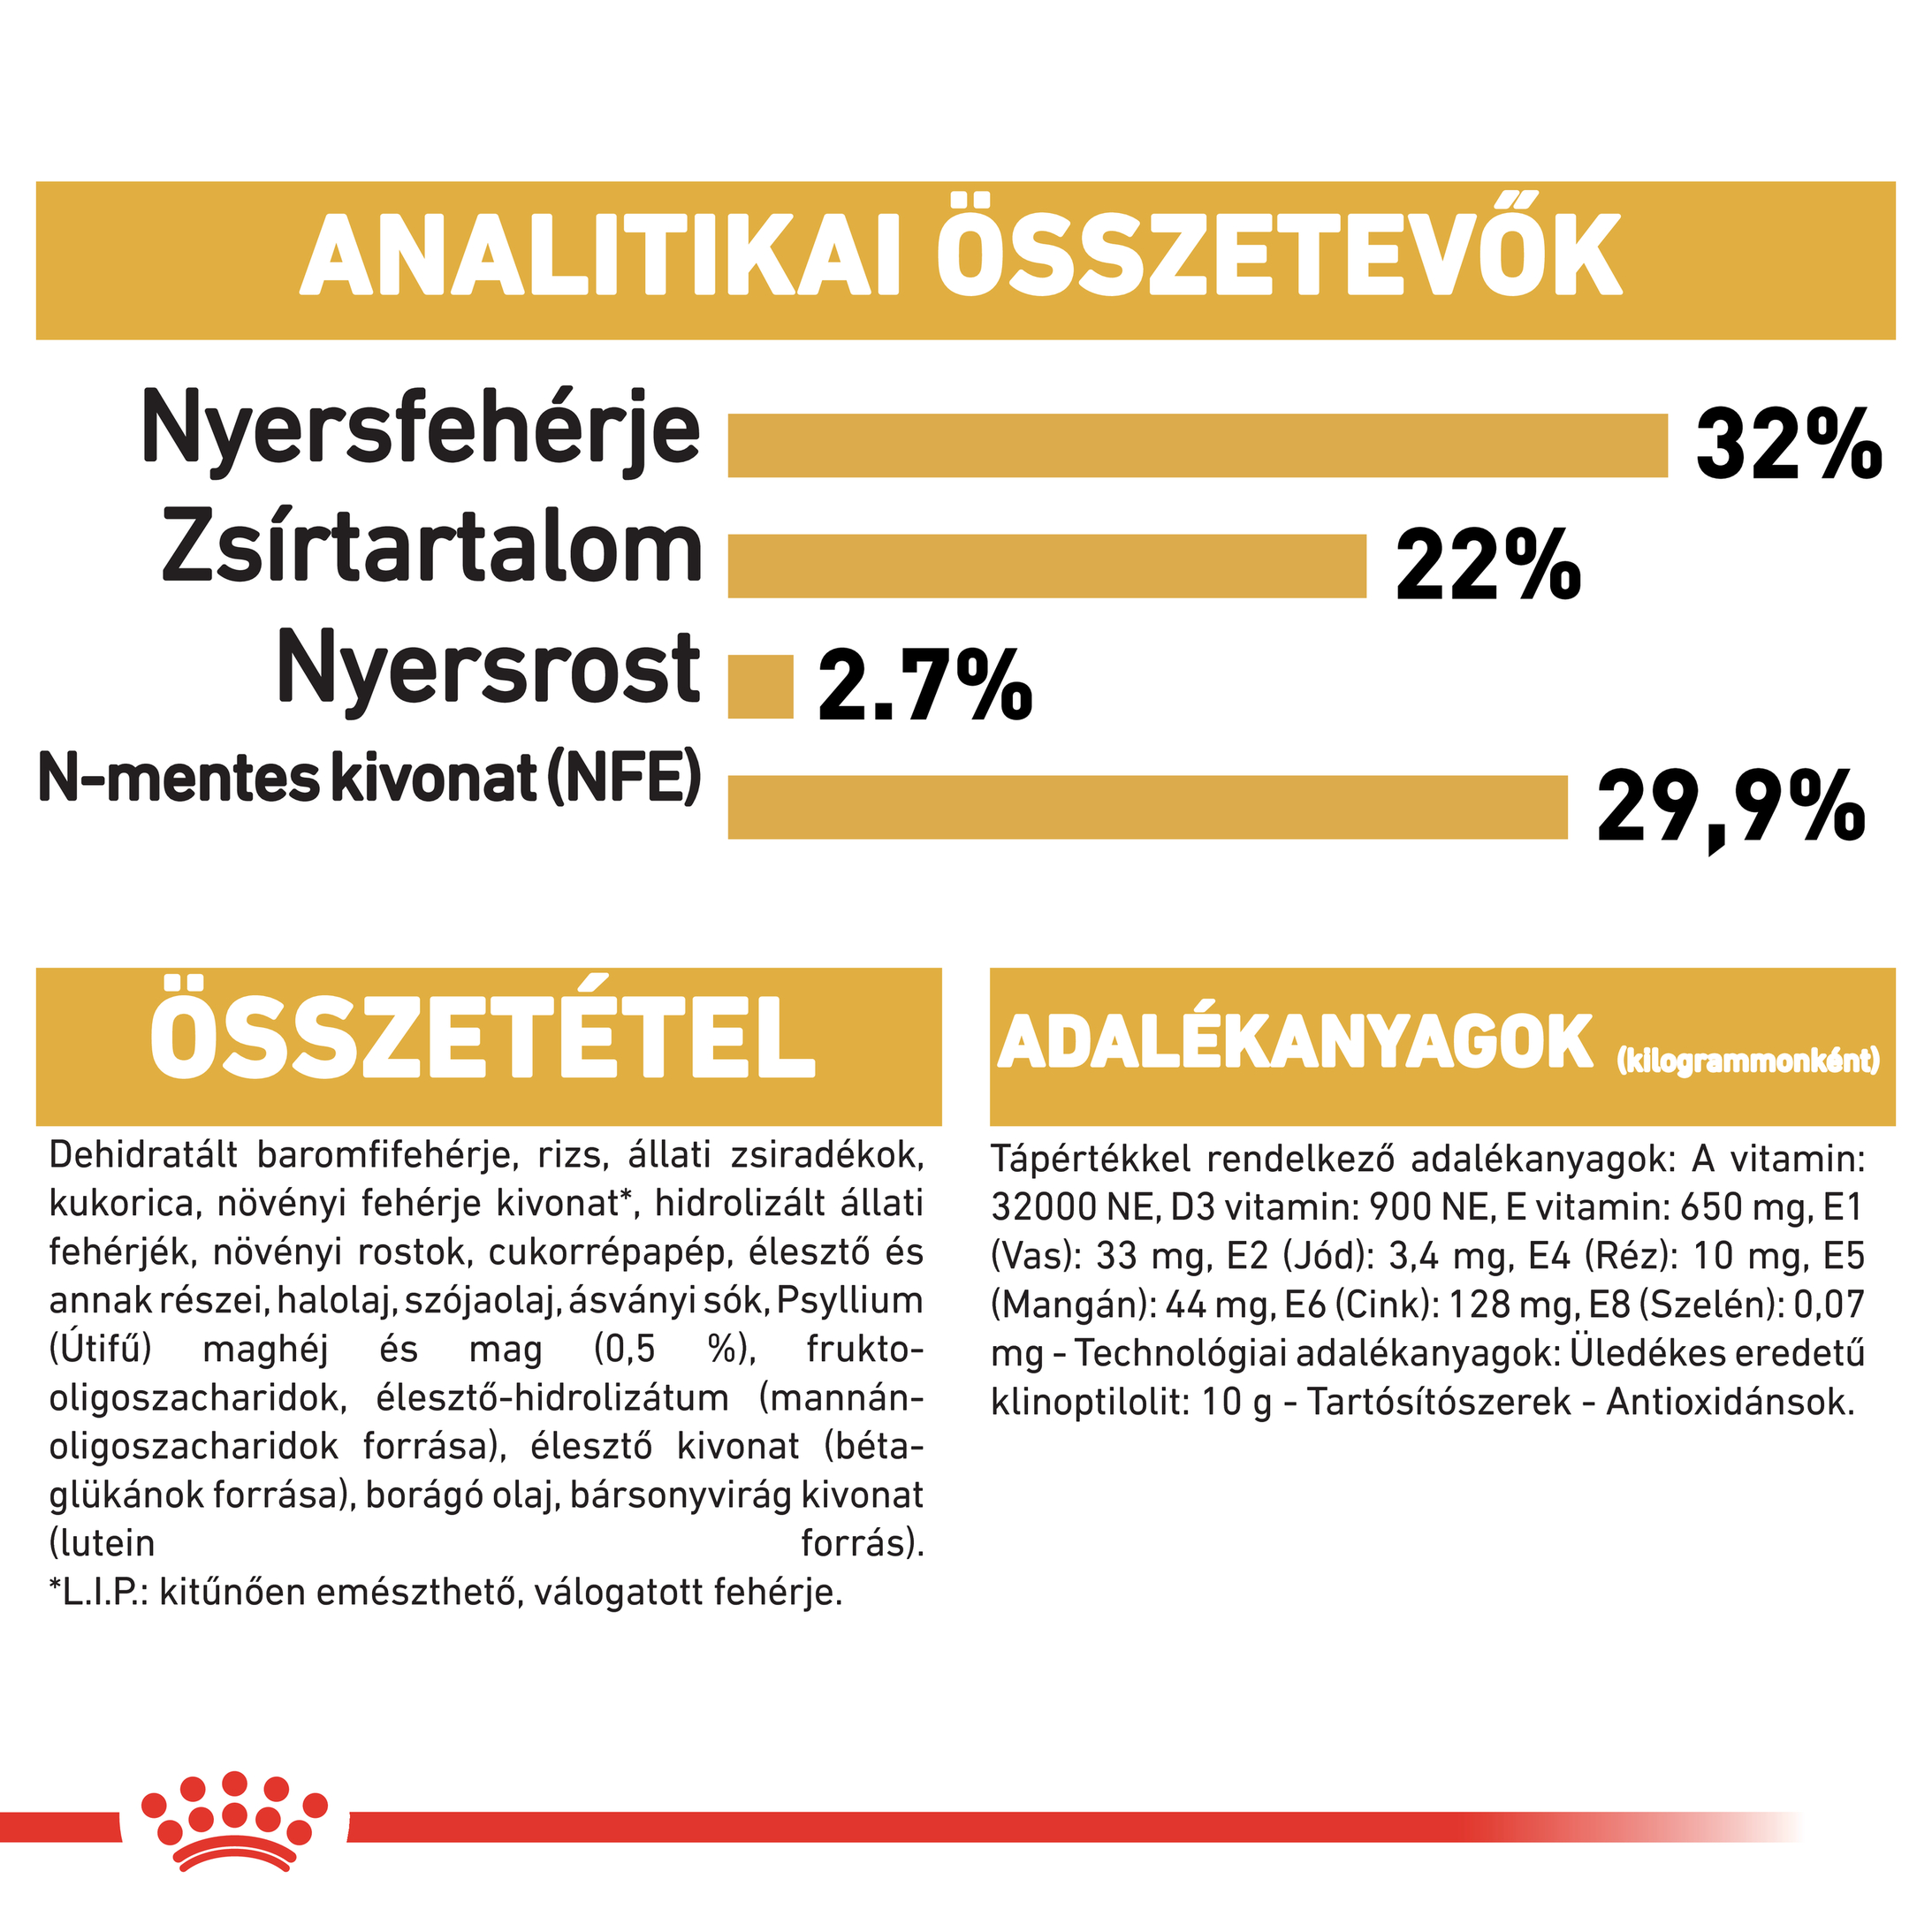 ANALITIKAI ÖSSZETEVŐK
Nyersfehérje 32%
Zsírtartalom 22%
Nyersrost 2.7%
N-mentes kivonat (NFE) 29,9%
ÖSSZETÉTEL
Dehidratált baromfifehérje, rizs, állati zsiradékok,
kukorica, növényi fehérje kivonat*, hidrolizált állati
fehérjék, növényi rostok, cukorrépapép, élesztő és
annak részei, halolaj, szójaolaj, ásványi sók, Psyllium
(Útifű) maghéj és mag (0,5 %), frukto-
oligoszacharidok, élesztő-hidrolizátum (mannán-
oligoszacharidok forrása), élesztő kivonat (béta-
glükánok forrása), borágó olaj, bársonyvirág kivonat
(lutein forrás).
*L.I.P.: kitűnően emészthető, válogatott fehérje.
ADALÉKANYAGOK (kilogrammonként)
Tápértékkel rendelkező adalékanyagok: A vitamin:
32000 NE, D3 vitamin: 900 NE, E vitamin: 650 mg, E1
(Vas): 33 mg, E2 (Jód): 3,4 mg, E4 (Réz): 10 mg, E5
(Mangán): 44 mg, E6 (Cink): 128 mg, E8 (Szelén): 0,07
mg - Technológiai adalékanyagok: Üledékes eredetű
klinoptilolit: 10 g - Tartósítószerek - Antioxidánsok.